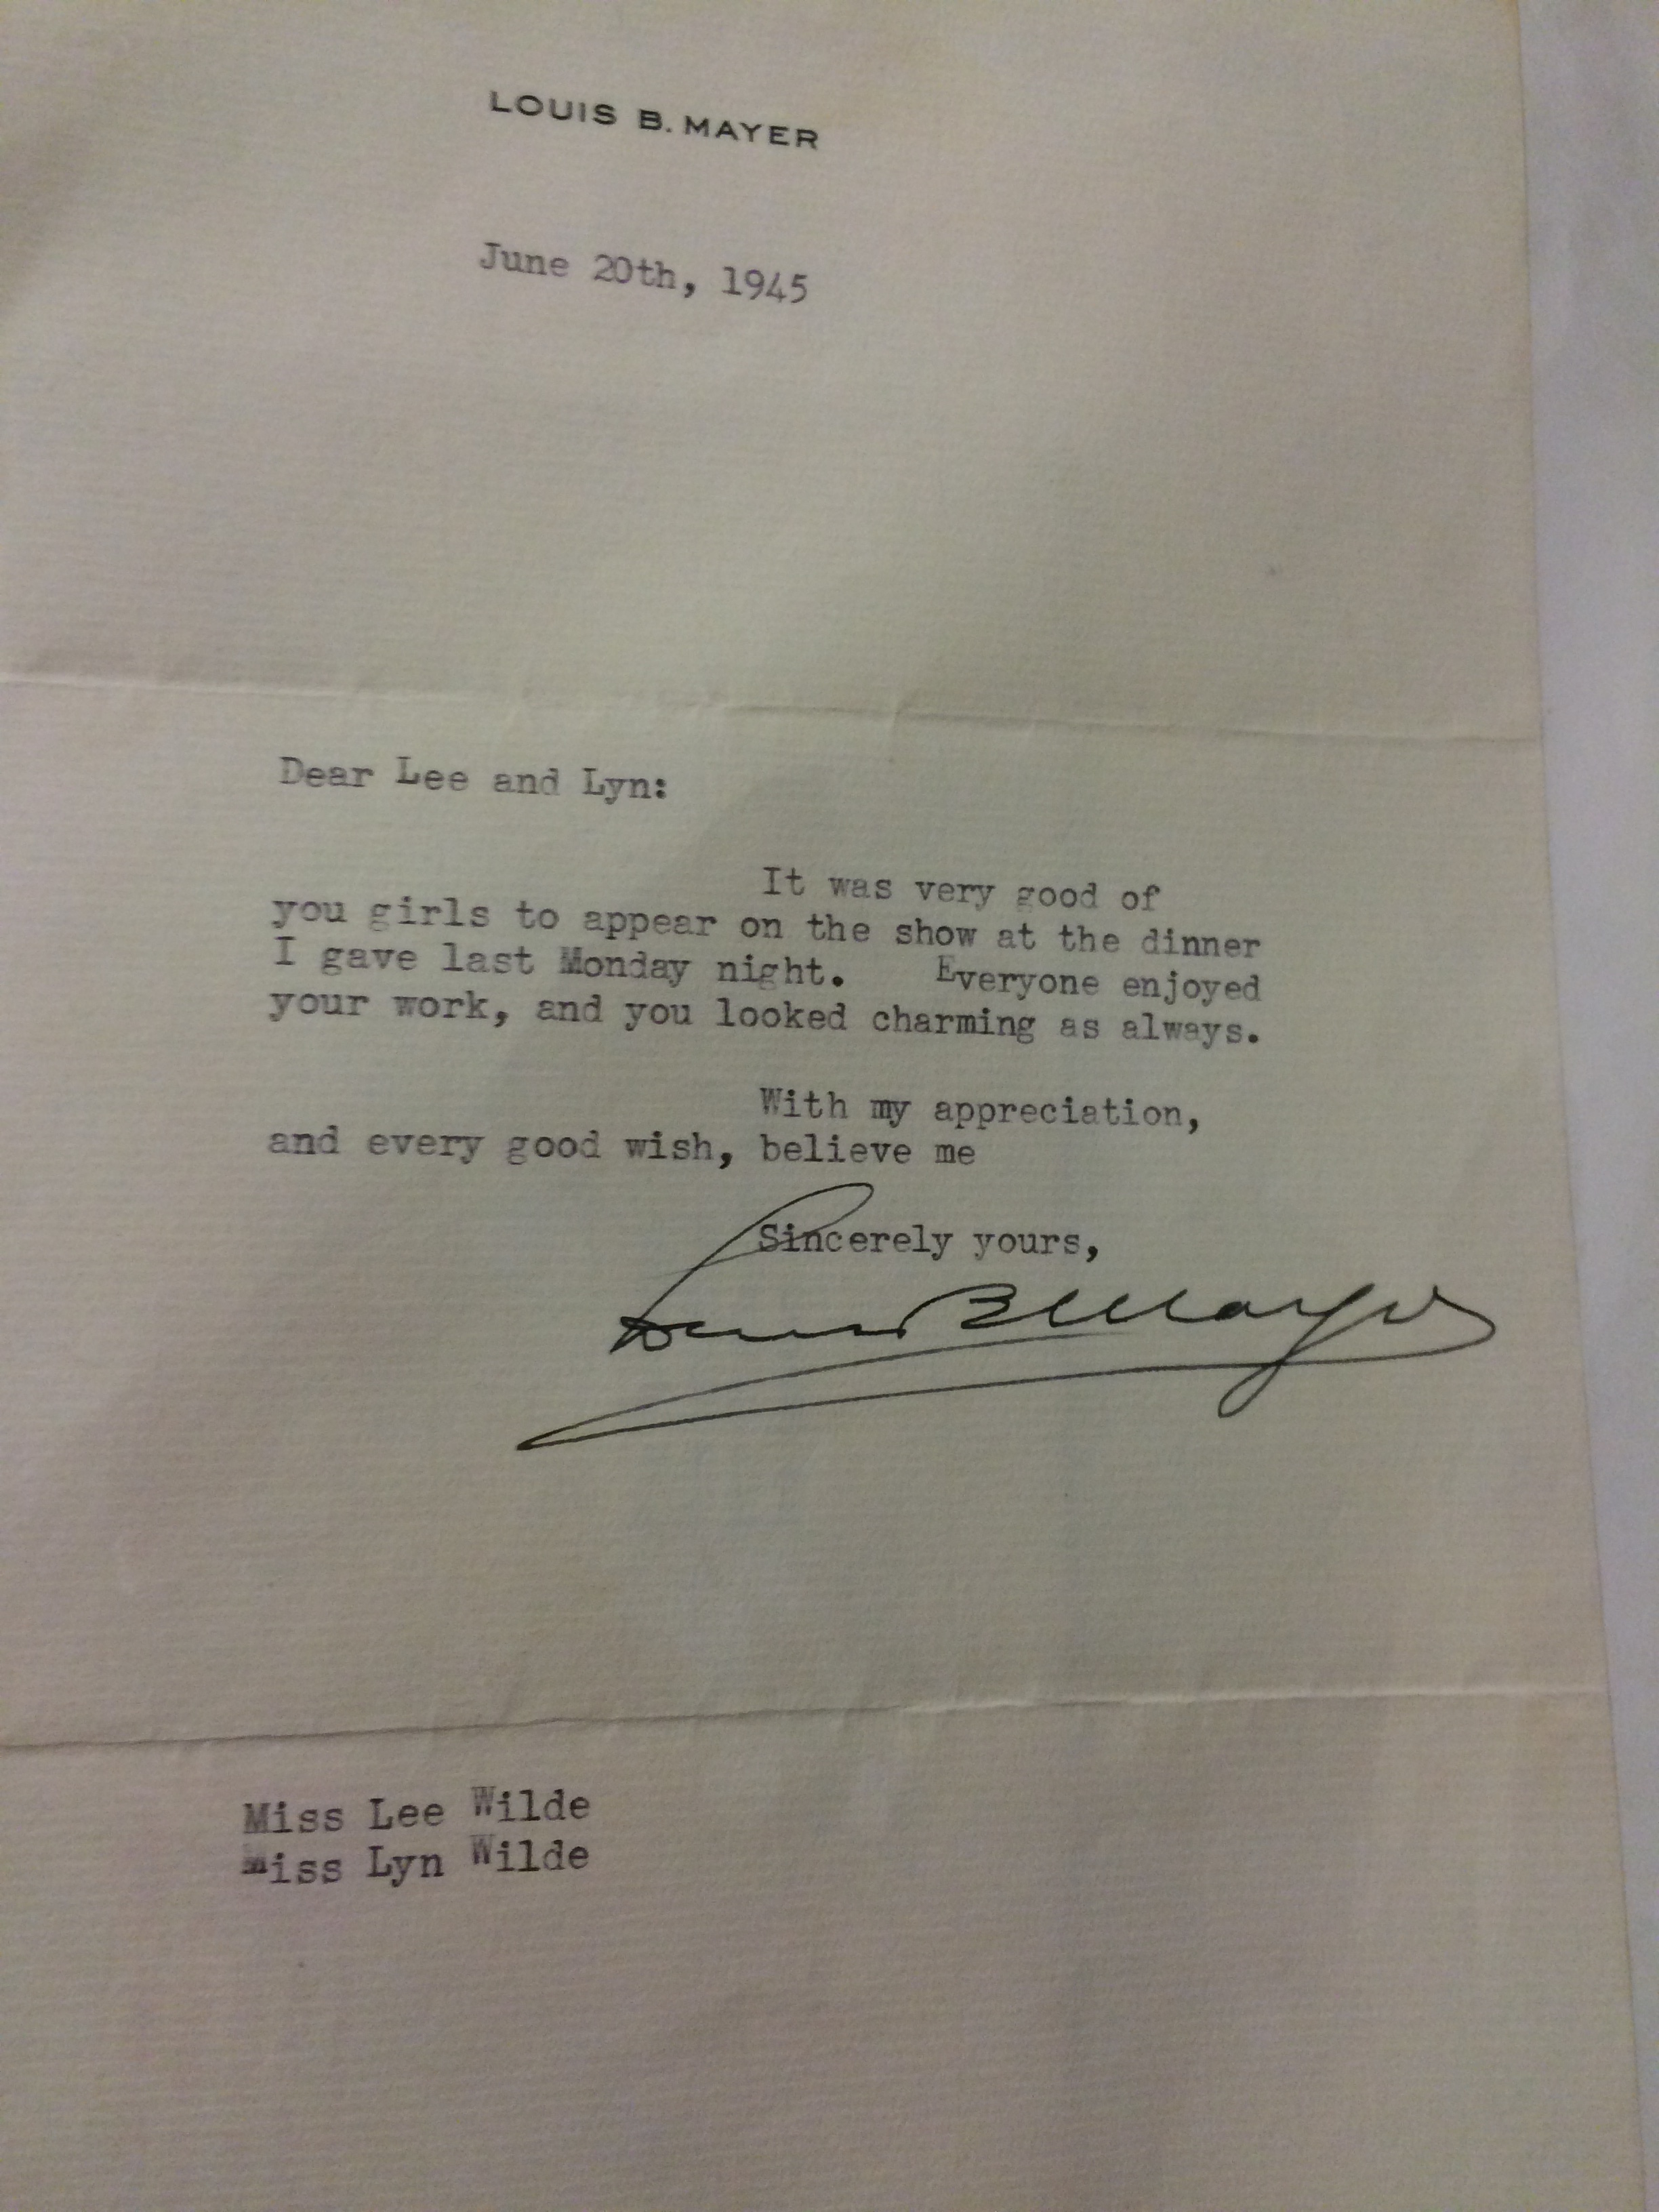 LOUIS B. MAYER
June 20th, 1945
Dear Lee and Lyn:
It was very good of
you girls to appear on the show at the dinner
I gave last Monday night. Everyone enjoyed
your work, and you looked charming as always.
With my appreciation,
and every good wish, believe me
Sincerely yours,
Louis B Mayer
Miss Lee Wilde
Miss Lyn Wilde